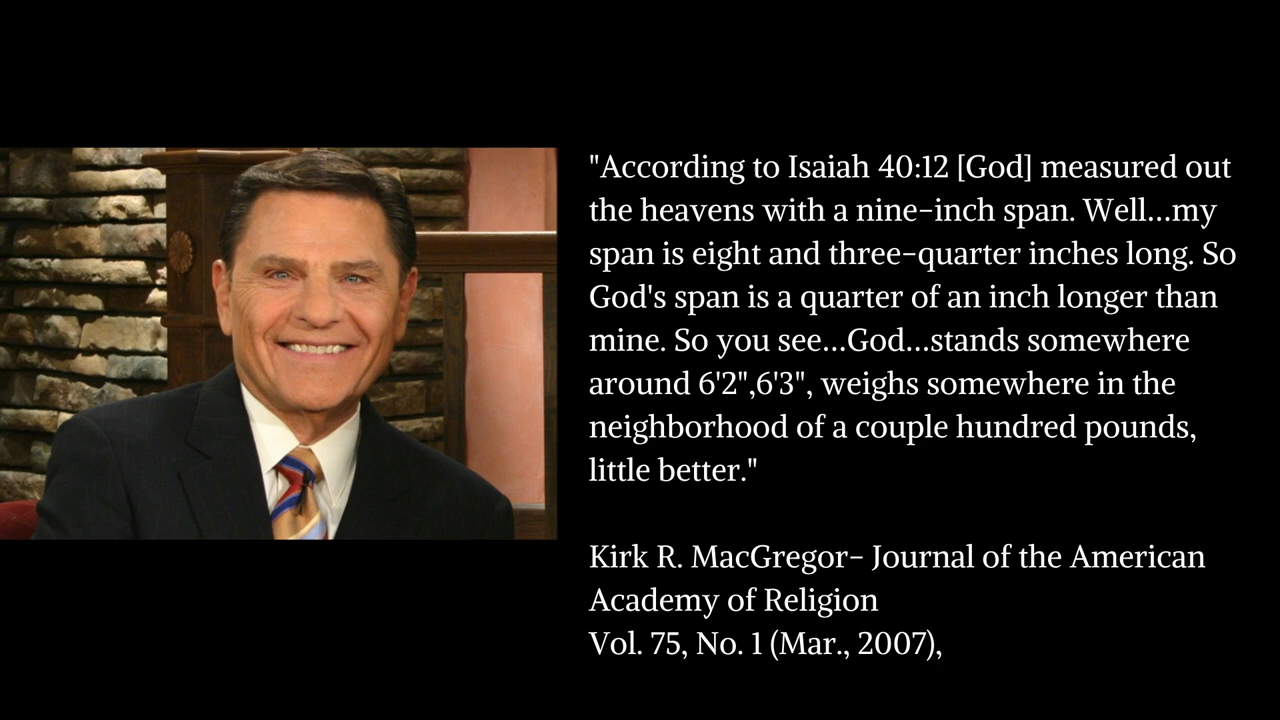 "According to Isaiah 40:12 [God] measured out
the heavens with a nine-inch span. Well...my
span is eight and three-quarter inches long. So
God's span is a quarter of an inch longer than
mine. So you see...God...stands somewhere
around 6'2",6'3", weighs somewhere in the
neighborhood of a couple hundred pounds,
little better."
Kirk R. MacGregor- Journal of the American
Academy of Religion
Vol. 75, No. 1 (Mar., 2007),